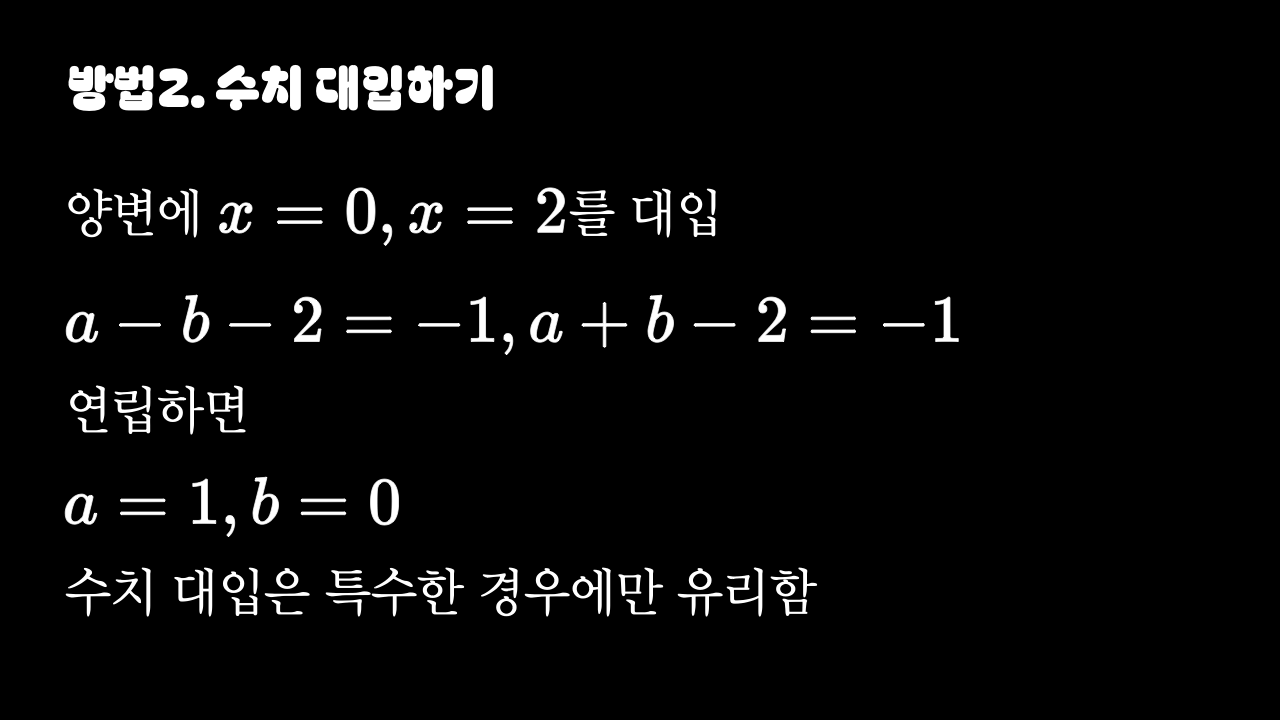 방법2. 수치 대입하기
양변에 x = 0, x = 2를 대입
a − b − 2 = −1, a + b − 2 = −1
연립하면
a = 1, b = 0
수치 대입은 특수한 경우에만 유리함